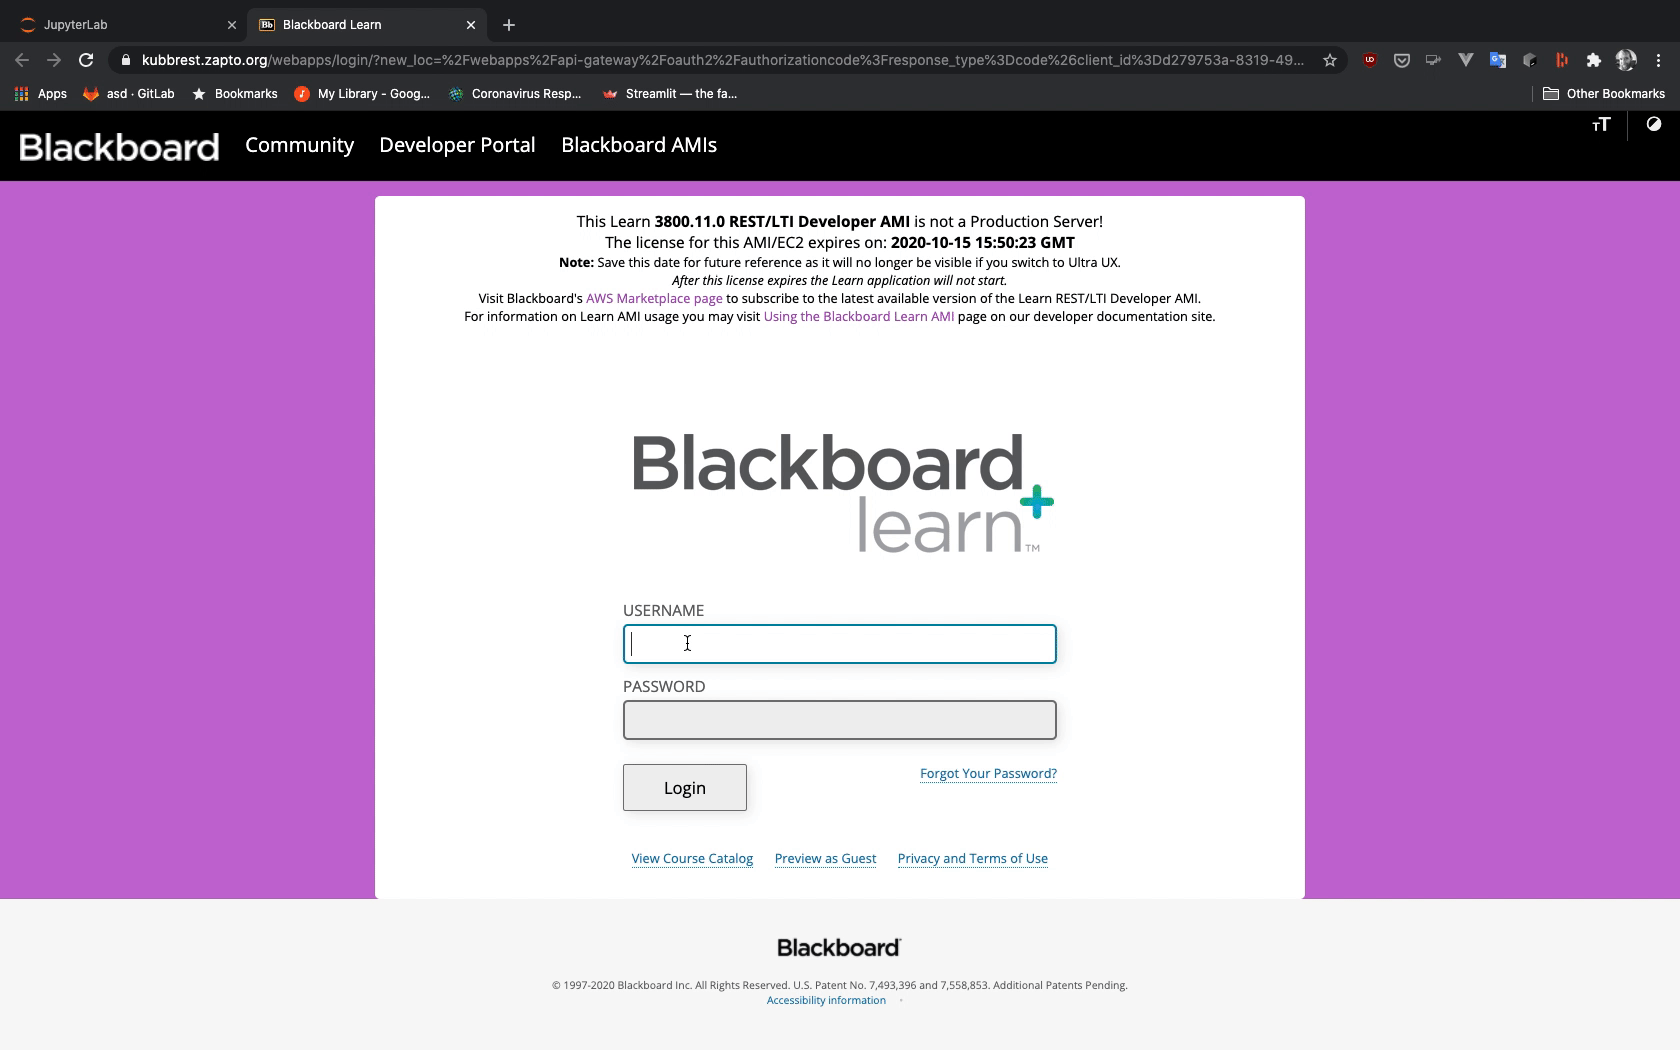 JupyterLab
Blackboard Learn
kubbrest.zapto.org/webapps/login/?new_loc=%2Fwebapps%2Fapi-gateway%2Foauth2%2Fauthorizationcode%3Fresponse_type%3Dcode%26client_id%3Dd279753a-8319-49...
Apps asd · GitLab Bookmarks My Library - Goog... Coronavirus Resp... Streamlit — the fa... Other Bookmarks
Blackboard Community Developer Portal Blackboard AMIs TT
This Learn 3800.11.0 REST/LTI Developer AMI is not a Production Server!
The license for this AMI/EC2 expires on: 2020-10-15 15:50:23 GMT
Note: Save this date for future reference as it will no longer be visible if you switch to Ultra UX.
After this license expires the Learn application will not start.
Visit Blackboard's AWS Marketplace page to subscribe to the latest available version of the Learn REST/LTI Developer AMI.
For information on Learn AMI usage you may visit Using the Blackboard Learn AMI page on our developer documentation site.
Blackboard
learn+™
USERNAME
PASSWORD
Login
Forgot Your Password?
View Course Catalog Preview as Guest Privacy and Terms of Use
Blackboard
© 1997-2020 Blackboard Inc. All Rights Reserved. U.S. Patent No. 7,493,396 and 7,558,853. Additional Patents Pending.
Accessibility information